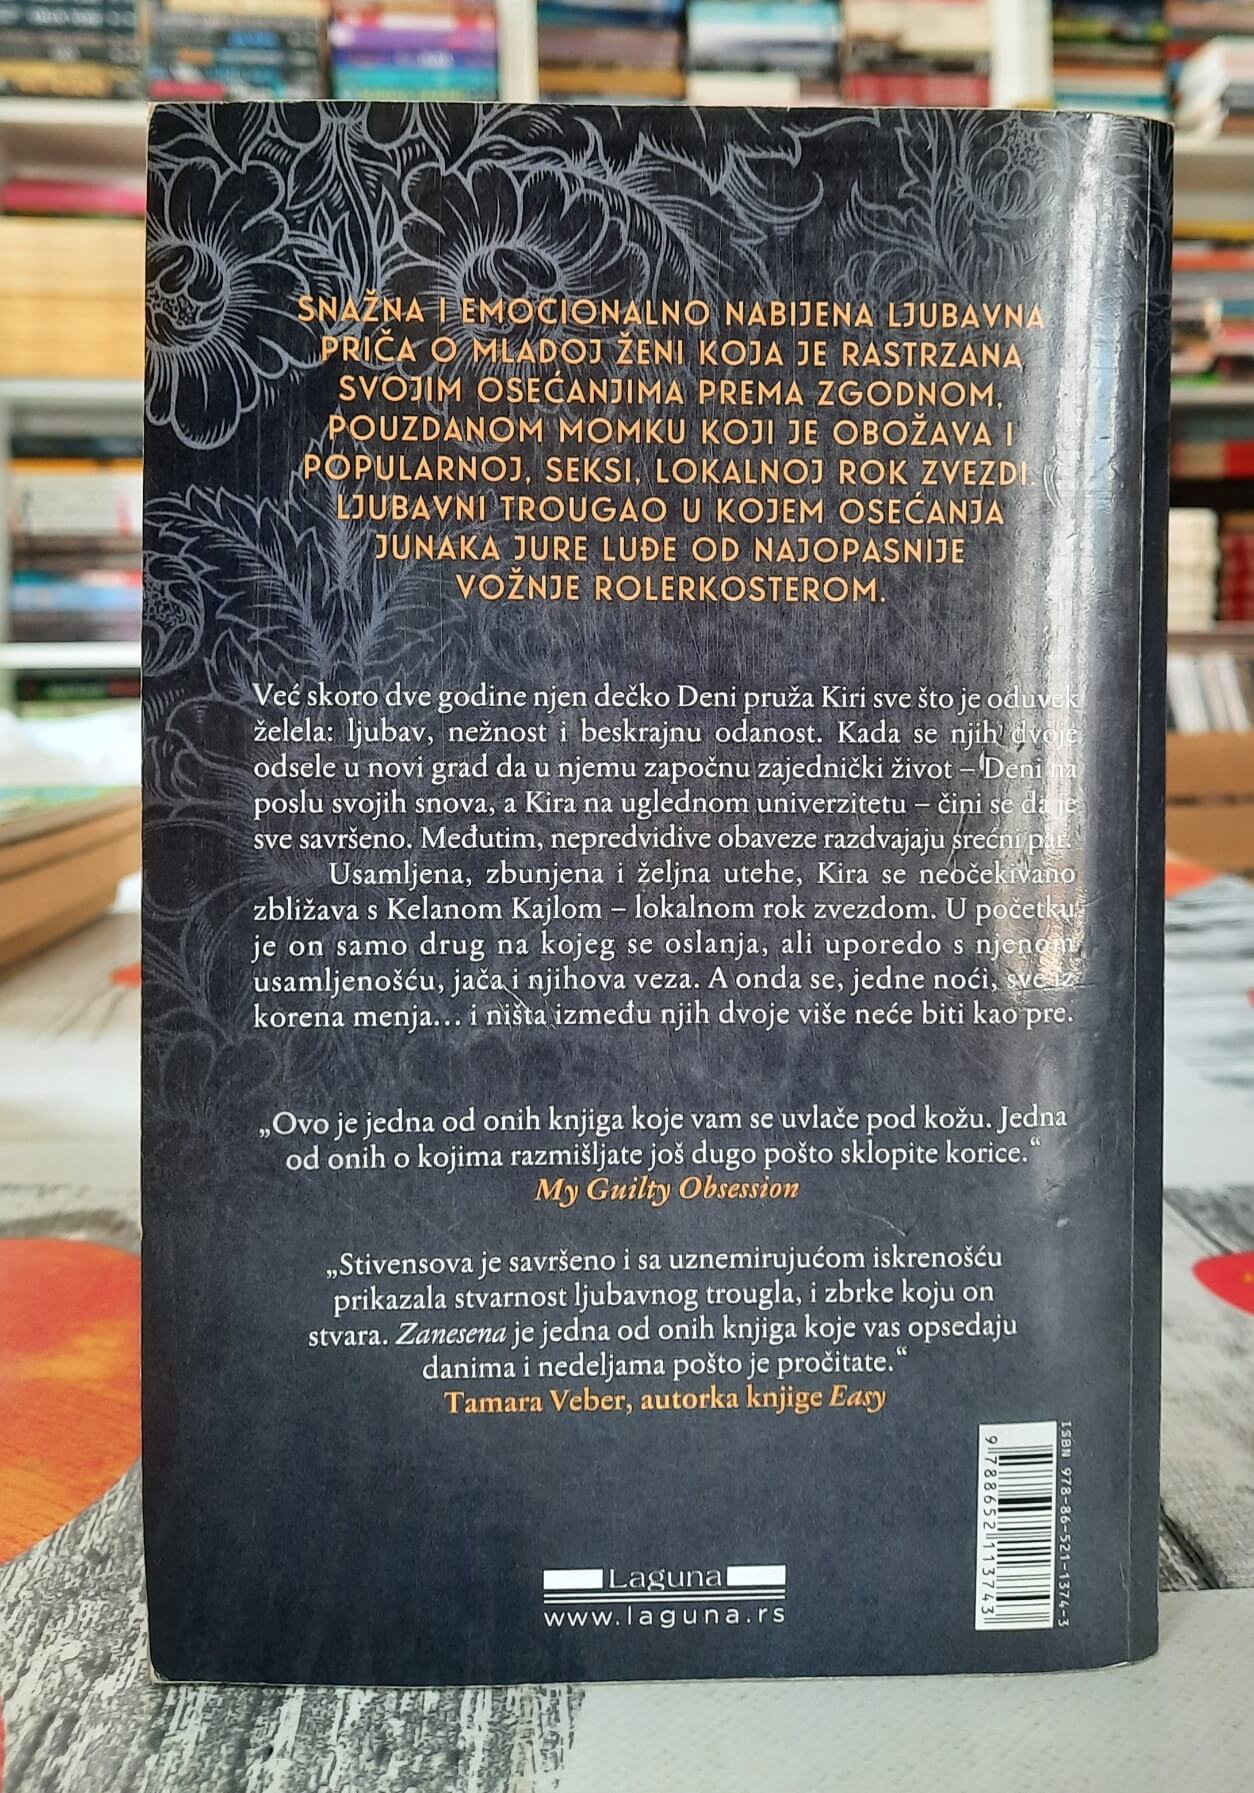 SNAŽNA I EMOCIONALNO NABIJENA LJUBAVNA
PRIČA O MLADOJ ŽENI KOJA JE RASTRZANA
SVOJIM OSEĆANJIMA PREMA ZGODNOM,
POUZDANOM MOMKU KOJI JE OBOŽAVA I
POPULARNOJ, SEKSI, LOKALNOJ ROK ZVEZDI.
LJUBAVNI TROUGAO U KOJEM OSEĆANJA
JUNAKA JURE LUĐE OD NAJOPASNIJE
VOŽNJE ROLERKOSTEROM.
Već skoro dve godine njen dečko Deni pruža Kiri sve što je oduvek
želela: ljubav, nežnost i beskrajnu odanost. Kada se njih dvoje
odsele u novi grad da u njemu započnu zajednički život – Deni na
poslu svojih snova, a Kira na uglednom univerzitetu – čini se da je
sve savršeno. Međutim, nepredvidive obaveze razdvajaju srećni par.
Usamljena, zbunjena i željna utehe, Kira se neočekivano
zbližava s Kelanom Kajlom – lokalnom rok zvezdom. U početku
je on samo drug na kojeg se oslanja, ali uporedo s njenom
usamljenošću, jača i njihova veza. A onda se, jedne noći, sve iz
korena menja... i ništa između njih dvoje više neće biti kao pre.
„Ovo je jedna od onih knjiga koje vam se uvlače pod kožu. Jedna
od onih o kojima razmišljate još dugo pošto sklopite korice.“
My Guilty Obsession
„Stivensova je savršeno i sa uznemirujućom iskrenošću
prikazala stvarnost ljubavnog trougla, i zbrke koju on
stvara. Zanesena je jedna od onih knjiga koje vas opsedaju
danima i nedeljama pošto je pročitate.“
Tamara Veber, autorka knjige Easy
ISBN 978-86-521-1374-3
9788652113743
Laguna
www.laguna.rs